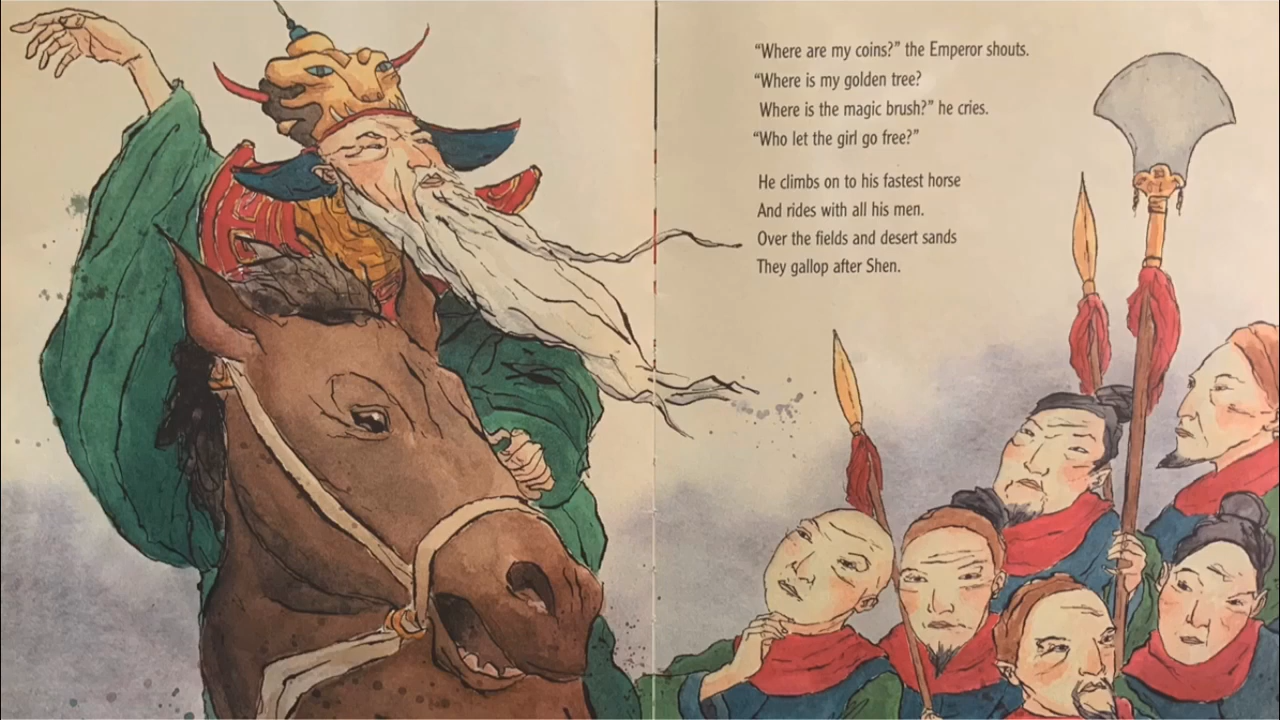 “Where are my coins?” the Emperor shouts.
“Where is my golden tree?
Where is the magic brush?” he cries.
“Who let the girl go free?”
He climbs on to his fastest horse
And rides with all his men.
Over the fields and desert sands
They gallop after Shen.